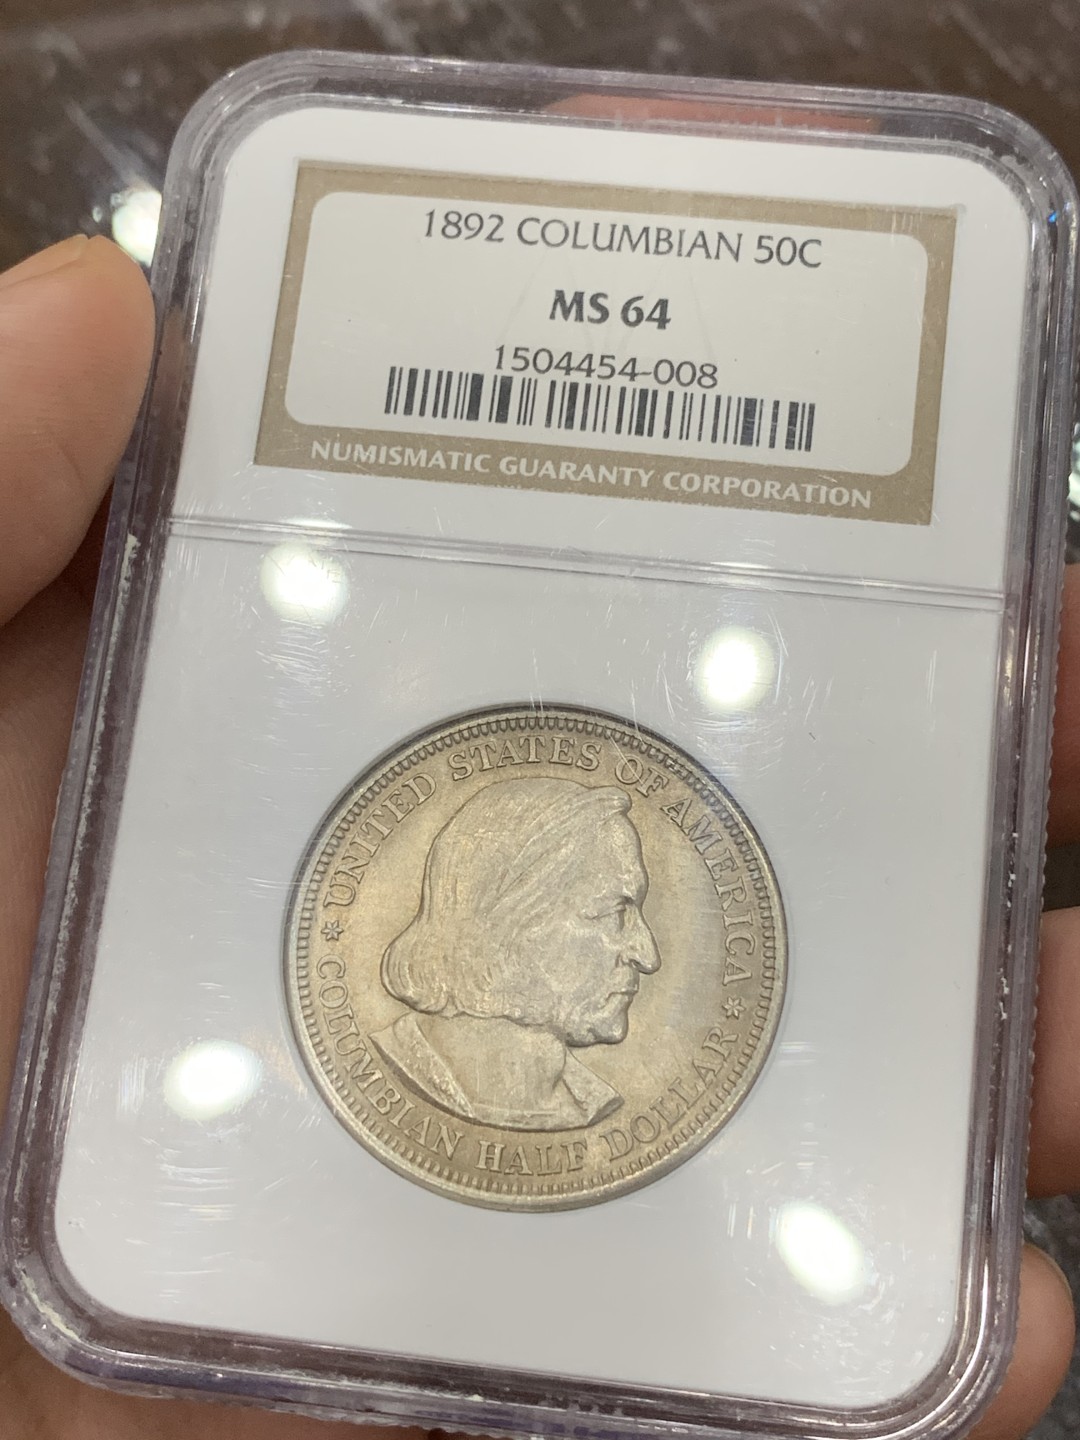 1892 COLUMBIAN 50C
MS 64
1504454-008
NUMISMATIC GUARANTY CORPORATION
UNITED STATES OF AMERICA
* COLUMBIAN HALF DOLLAR *